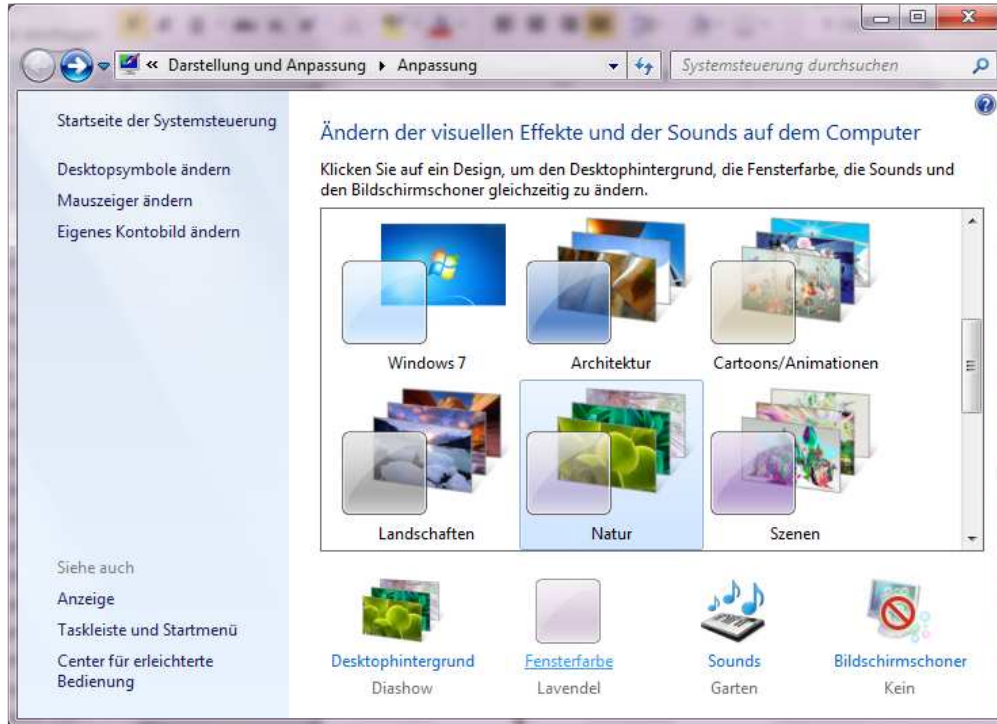 « Darstellung und Anpassung ▸ Anpassung
Systemsteuerung durchsuchen
Startseite der Systemsteuerung
Desktopsymbole ändern
Mauszeiger ändern
Eigenes Kontobild ändern
Ändern der visuellen Effekte und der Sounds auf dem Computer
Klicken Sie auf ein Design, um den Desktophintergrund, die Fensterfarbe, die Sounds und
den Bildschirmschoner gleichzeitig zu ändern.
Windows 7 Architektur Cartoons/Animationen
Landschaften Natur Szenen
Siehe auch
Anzeige
Taskleiste und Startmenü
Center für erleichterte
Bedienung
Desktophintergrund Fensterfarbe Sounds Bildschirmschoner
Diashow Lavendel Garten Kein